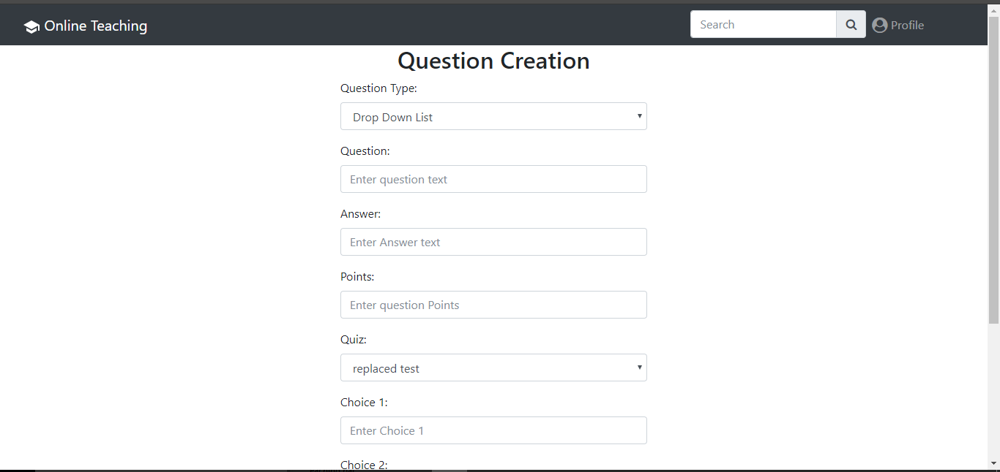 Online Teaching
Search
Profile
Question Creation
Question Type:
Drop Down List
Question:
Enter question text
Answer:
Enter Answer text
Points:
Enter question Points
Quiz:
replaced test
Choice 1:
Enter Choice 1
Choice 2: